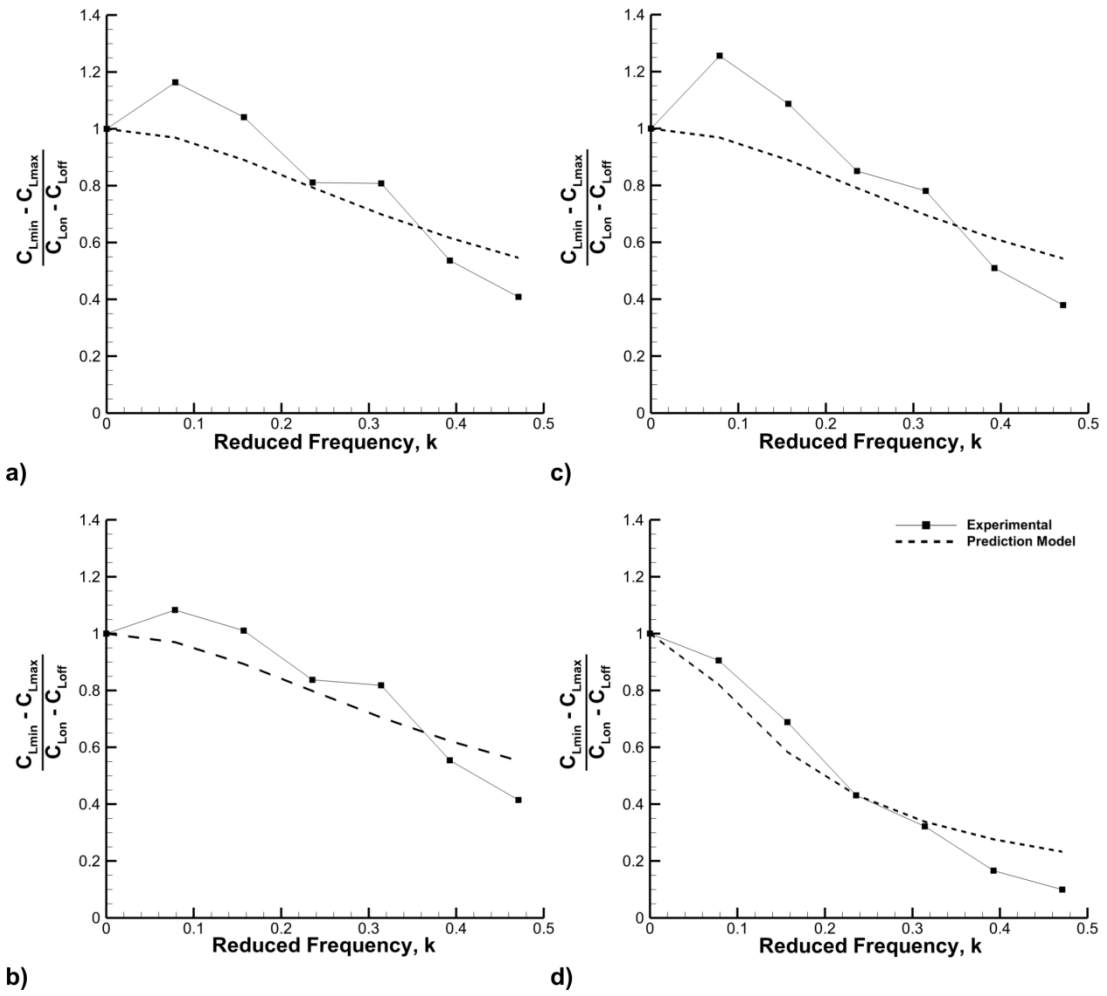 1.4
1.2
1
0.8
0.6
0.4
0.2
0
C_Lmin - C_Lmax
C_Lon - C_Loff
0 0.1 0.2 0.3 0.4 0.5
Reduced Frequency, k
a)
1.4
1.2
1
0.8
0.6
0.4
0.2
0
C_Lmin - C_Lmax
C_Lon - C_Loff
0 0.1 0.2 0.3 0.4 0.5
Reduced Frequency, k
c)
1.4
1.2
1
0.8
0.6
0.4
0.2
0
C_Lmin - C_Lmax
C_Lon - C_Loff
0 0.1 0.2 0.3 0.4 0.5
Reduced Frequency, k
b)
1.4
1.2
1
0.8
0.6
0.4
0.2
0
C_Lmin - C_Lmax
C_Lon - C_Loff
Experimental
Prediction Model
0 0.1 0.2 0.3 0.4 0.5
Reduced Frequency, k
d)